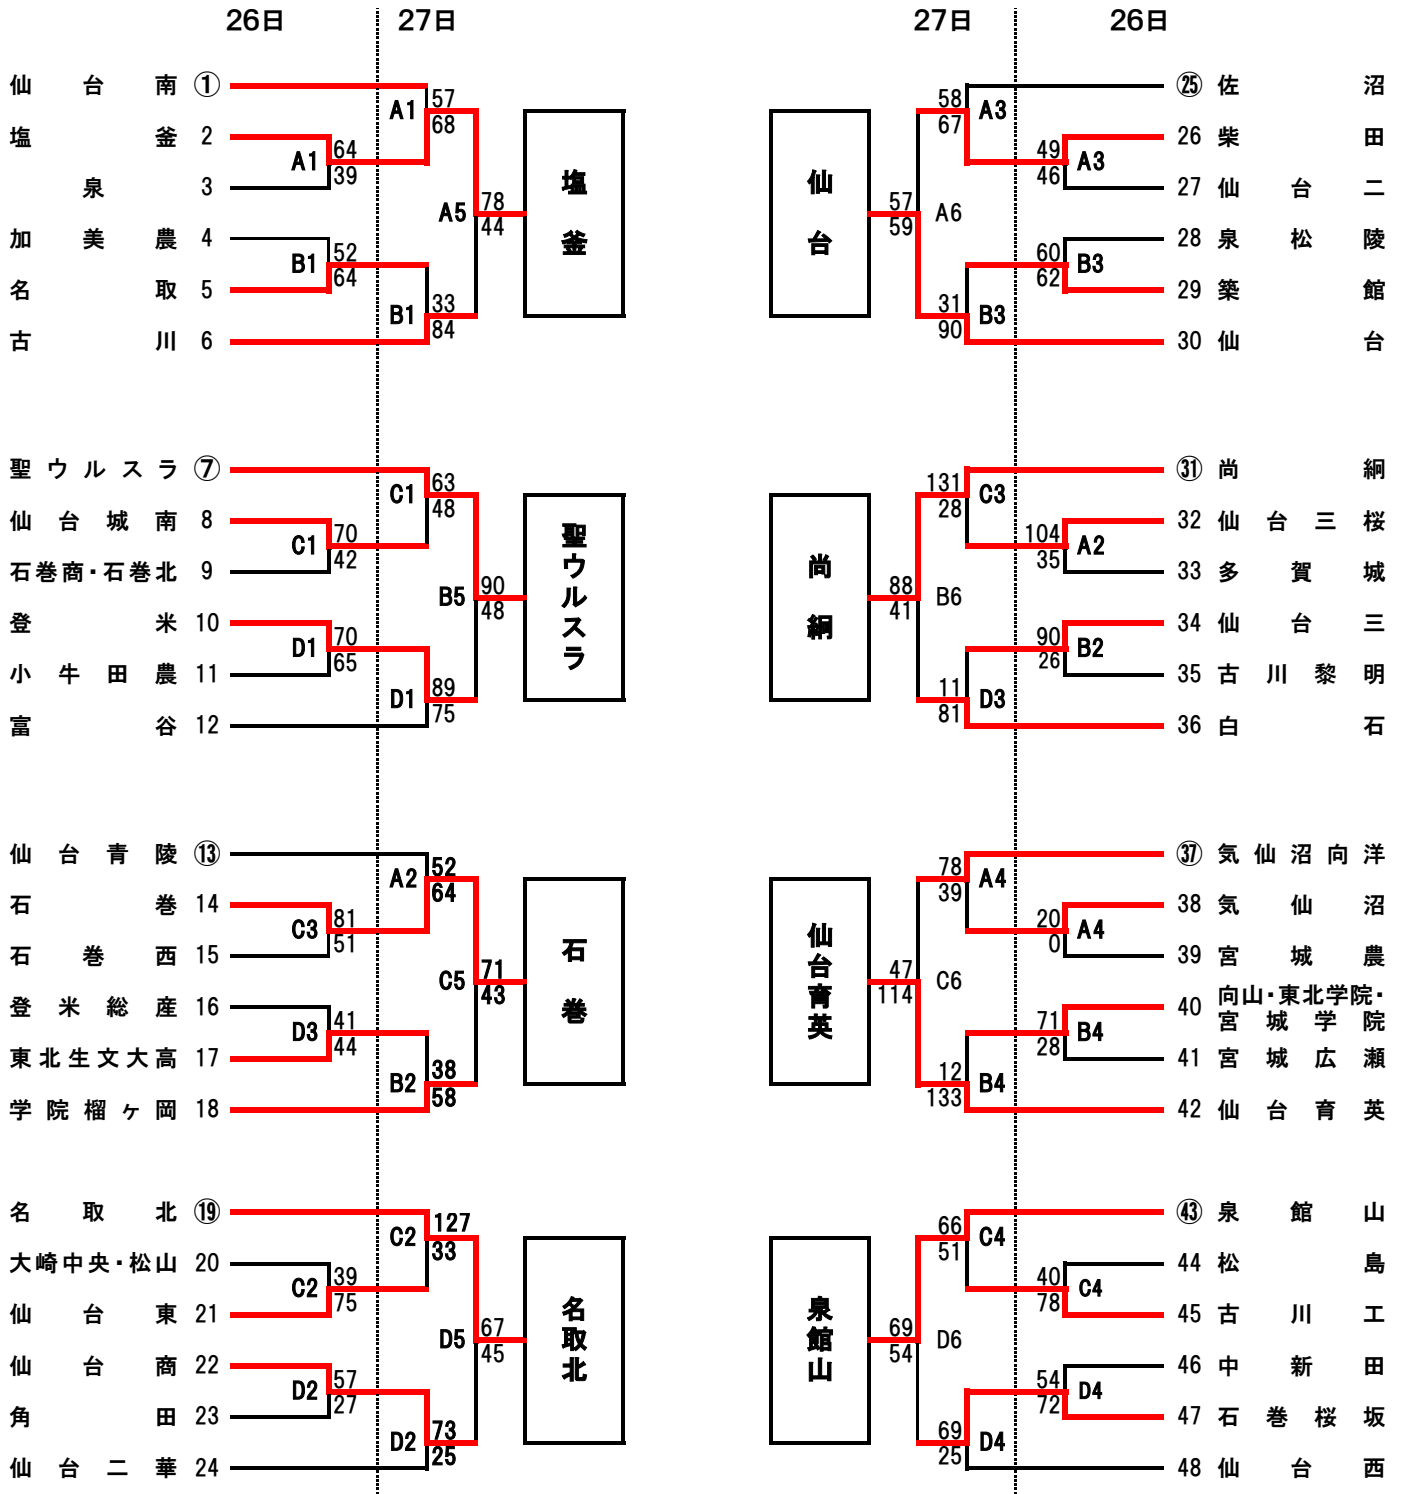 26日 27日 27日 26日
仙台南 ① 57 58 ㉕ 佐沼
A1 68 67 A3
塩釜 2 64 49 26 柴田
A1 39 46 A3
泉 3 塩釜 仙台 27 仙台二
A5 78 44 57 59 A6
加美農 4 52 60 28 泉松陵
B1 64 62 B3
名取 5 33 31 29 築館
B1 84 90 B3
古川 6 30 仙台
聖ウルスラ ⑦ 63 131 ㉛ 尚絅
C1 48 28 C3
仙台城南 8 70 104 32 仙台三桜
C1 42 35 A2
石巻商・石巻北 9 聖ウルスラ 尚絅 33 多賀城
B5 90 48 88 41 B6
登米 10 70 90 34 仙台三
D1 65 26 B2
小牛田農 11 89 11 35 古川黎明
D1 75 81 D3
富谷 12 36 白石
仙台青陵 ⑬ 52 78 ㊲ 気仙沼向洋
A2 64 39 A4
石巻 14 81 20 38 気仙沼
C3 51 0 A4
石巻西 15 石巻 仙台育英 39 宮城農
C5 71 43 47 114 C6
登米総産 16 41 71 40 向山・東北学院・
宮城学院
D3 44 28 B4
東北生文大高 17 38 12 41 宮城広瀬
B2 58 133 B4
学院榴ヶ岡 18 42 仙台育英
名取北 ⑲ 127 66 ㊸ 泉館山
C2 33 51 C4
大崎中央・松山 20 39 40 44 松島
C2 75 78 C4
仙台東 21 名取北 泉館山 45 古川工
D5 67 45 69 54 D6
仙台商 22 57 54 46 中新田
D2 27 72 D4
角田 23 73 69 47 石巻桜坂
D2 25 25 D4
仙台二華 24 48 仙台西